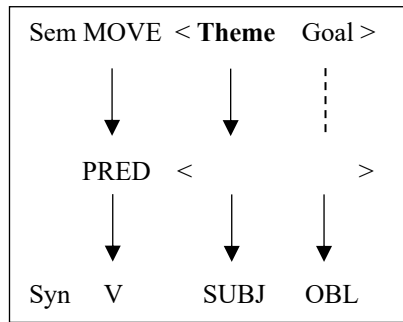 Sem MOVE < Theme Goal >
PRED < >
Syn V SUBJ OBL